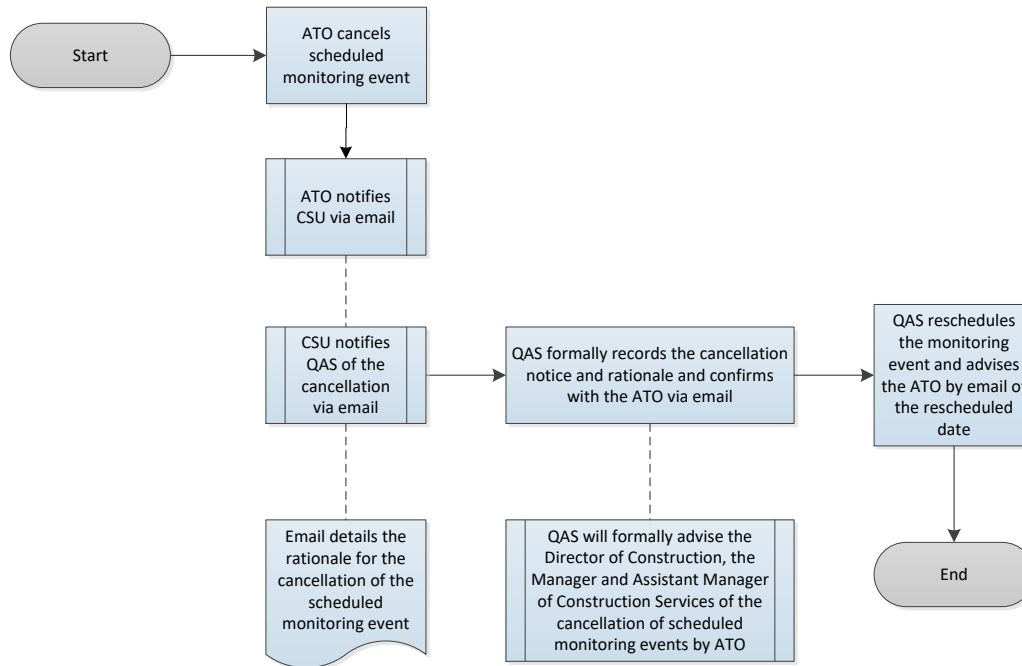 Start
ATO cancels
scheduled
monitoring event
ATO notifies
CSU via email
CSU notifies
QAS of the
cancellation
via email
QAS formally records the cancellation
notice and rationale and confirms
with the ATO via email
QAS reschedules
the monitoring
event and advises
the ATO by email of
the rescheduled
date
Email details the
rationale for the
cancellation of the
scheduled
monitoring event
QAS will formally advise the
Director of Construction, the
Manager and Assistant Manager
of Construction Services of the
cancellation of scheduled
monitoring events by ATO
End